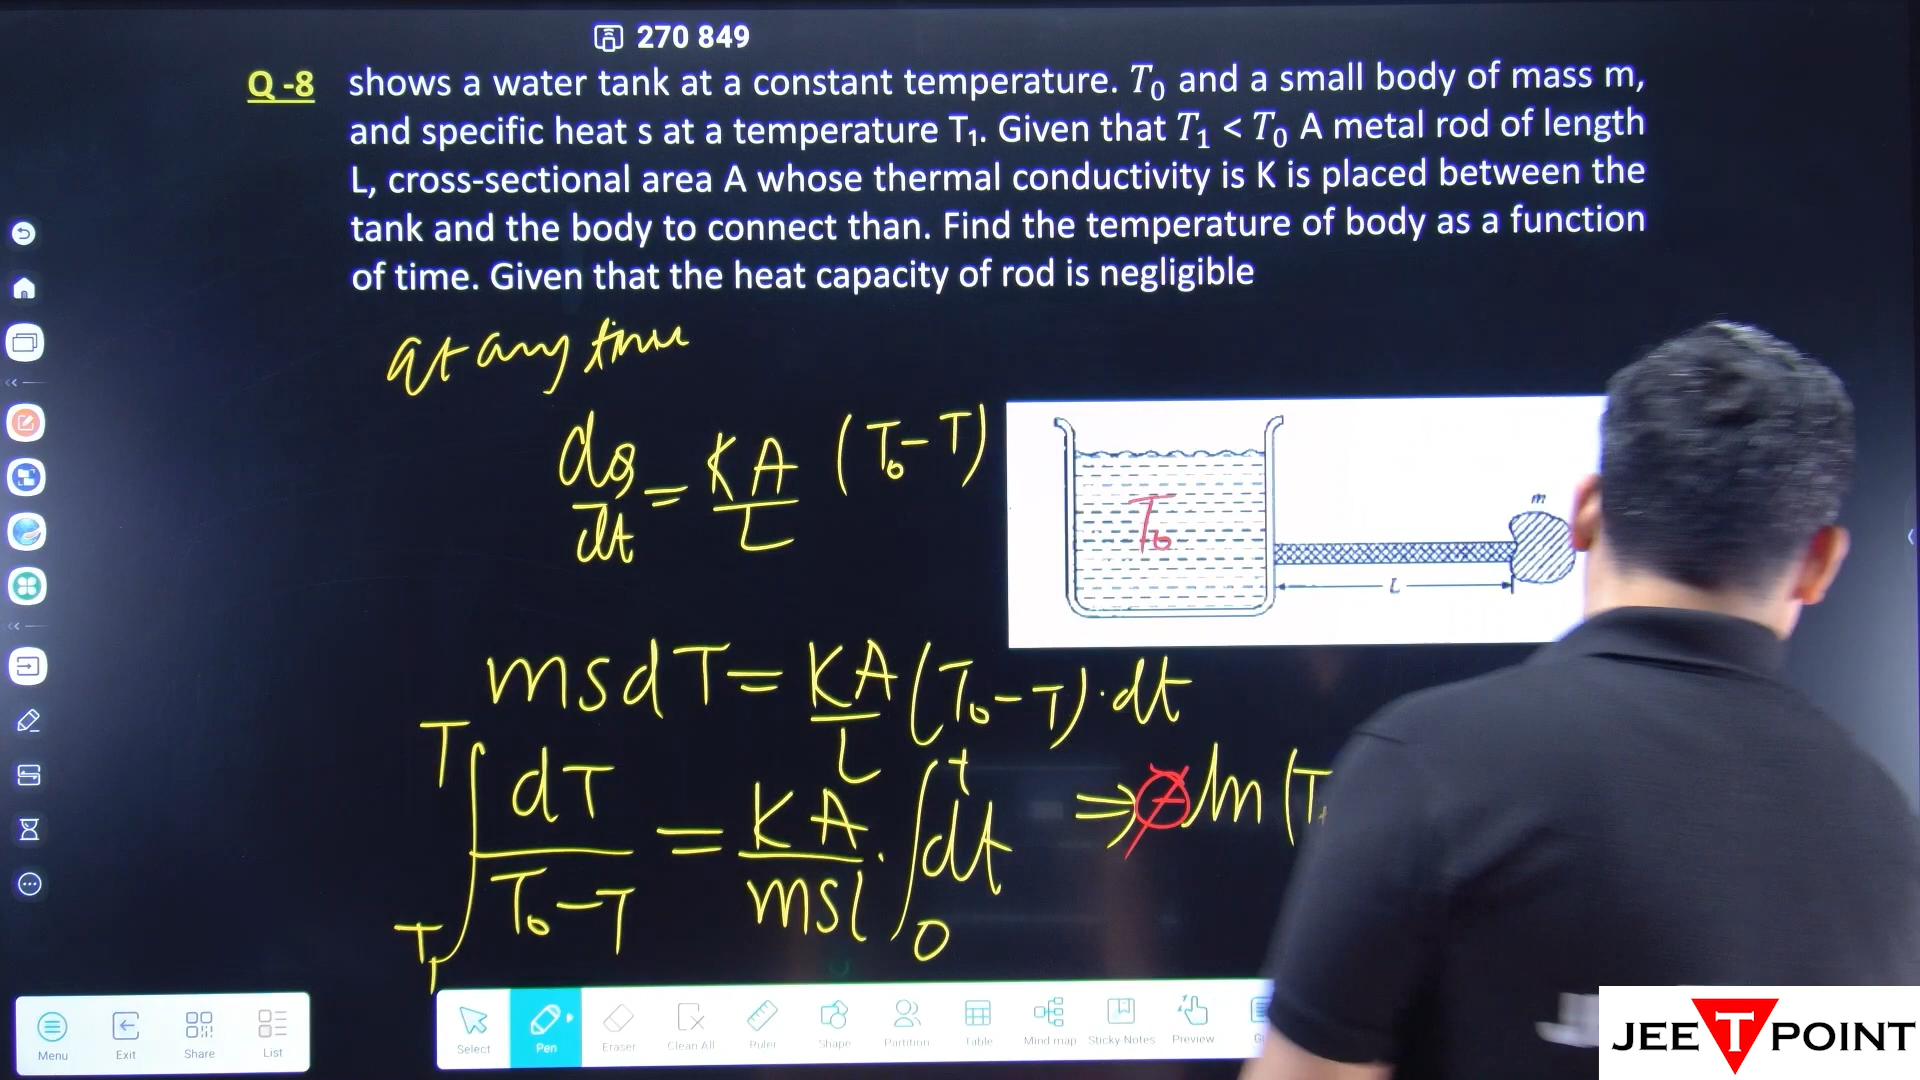 270 849
Q -8 shows a water tank at a constant temperature. T₀ and a small body of mass m,
and specific heat s at a temperature T₁. Given that T₁ < T₀ A metal rod of length
L, cross-sectional area A whose thermal conductivity is K is placed between the
tank and the body to connect than. Find the temperature of body as a function
of time. Given that the heat capacity of rod is negligible
at any time
dQ/dt = KA/L (T₀ - T)
T₀
m
L
msdT = KA/L (T₀ - T) · dt
∫_{T₁}^{T} dT/(T₀ - T) = KA/msl · ∫_{0}^{t} dt ⇒ ln (T
Menu Exit Share List
Select Pen Eraser Clean All Ruler Shape Partition Table Mind map Sticky Notes Preview
JEE T POINT